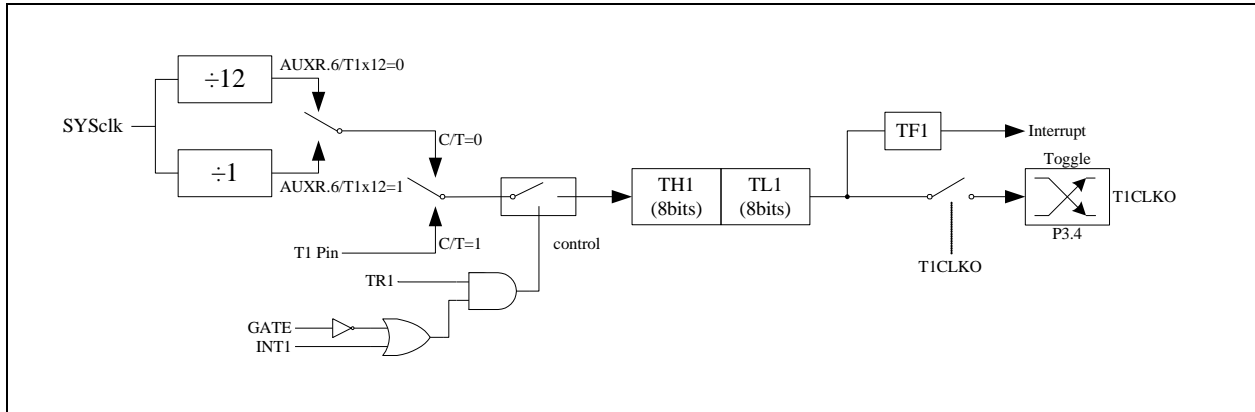 AUXR.6/T1x12=0
÷12
SYSclk
÷1
AUXR.6/T1x12=1
C/T=0
C/T=1
T1 Pin
control
TR1
GATE
INT1
TH1
(8bits)
TL1
(8bits)
TF1
Interrupt
Toggle
T1CLKO
P3.4
T1CLKO